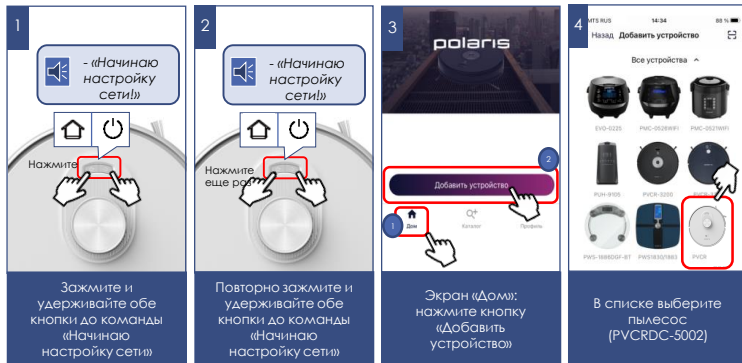 1
- «Начинаю
настройку
сети!»
Нажмите
Зажмите и
удерживайте обе
кнопки до команды
«Начинаю
настройку сети»
2
- «Начинаю
настройку
сети!»
Нажмите
еще раз
Повторно зажмите и
удерживайте обе
кнопки до команды
«Начинаю
настройку сети»
3
polaris
2
Добавить устройство
1
Дом
Каталог
Профиль
Экран «Дом»:
нажмите кнопку
«Добавить
устройство»
4
MTS RUS 14:34 88 %
Назад Добавить устройство
Все устройства
EVO-0225 PMC-0526WIFI PMC-0521WIFI
PUH-9105 PVCR-3200 PVCR-
PWS-1886DGF-BT PWS1830/1883 PVCR
В списке выберите
пылесос
(PVCRDC-5002)